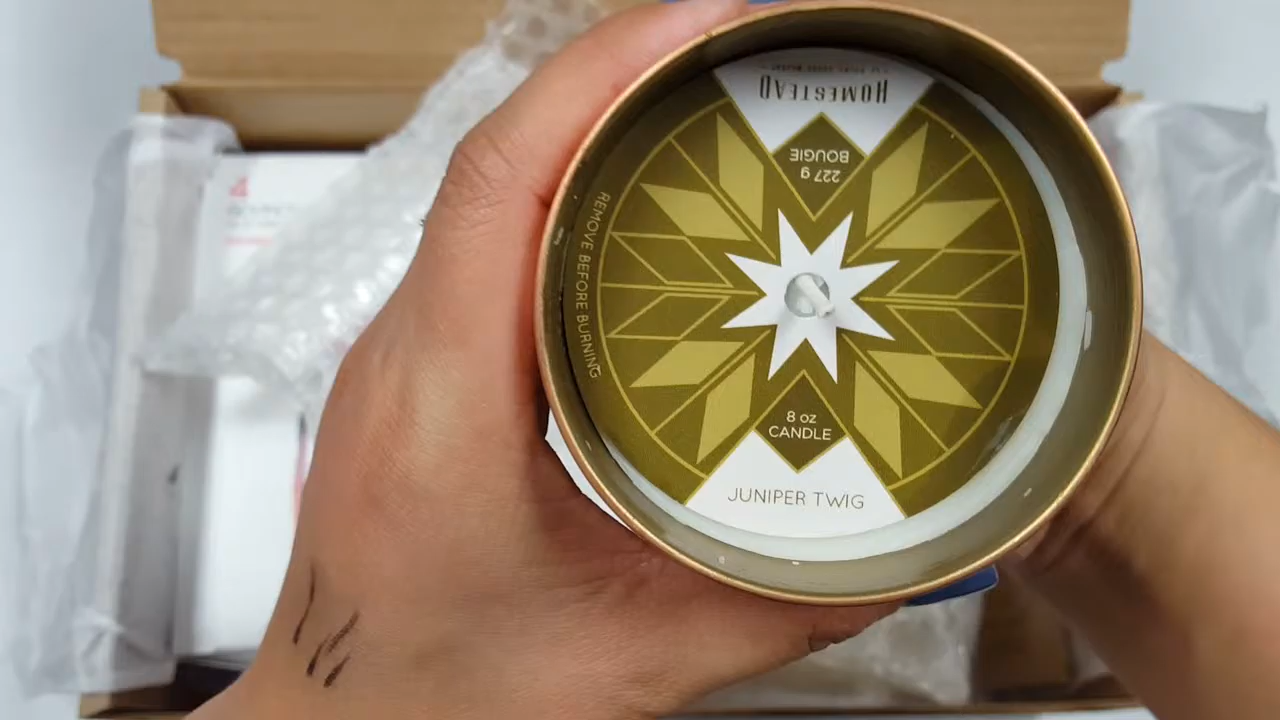 HOMESTEAD
BOUGIE
227 g
REMOVE BEFORE BURNING
8 oz
CANDLE
JUNIPER TWIG